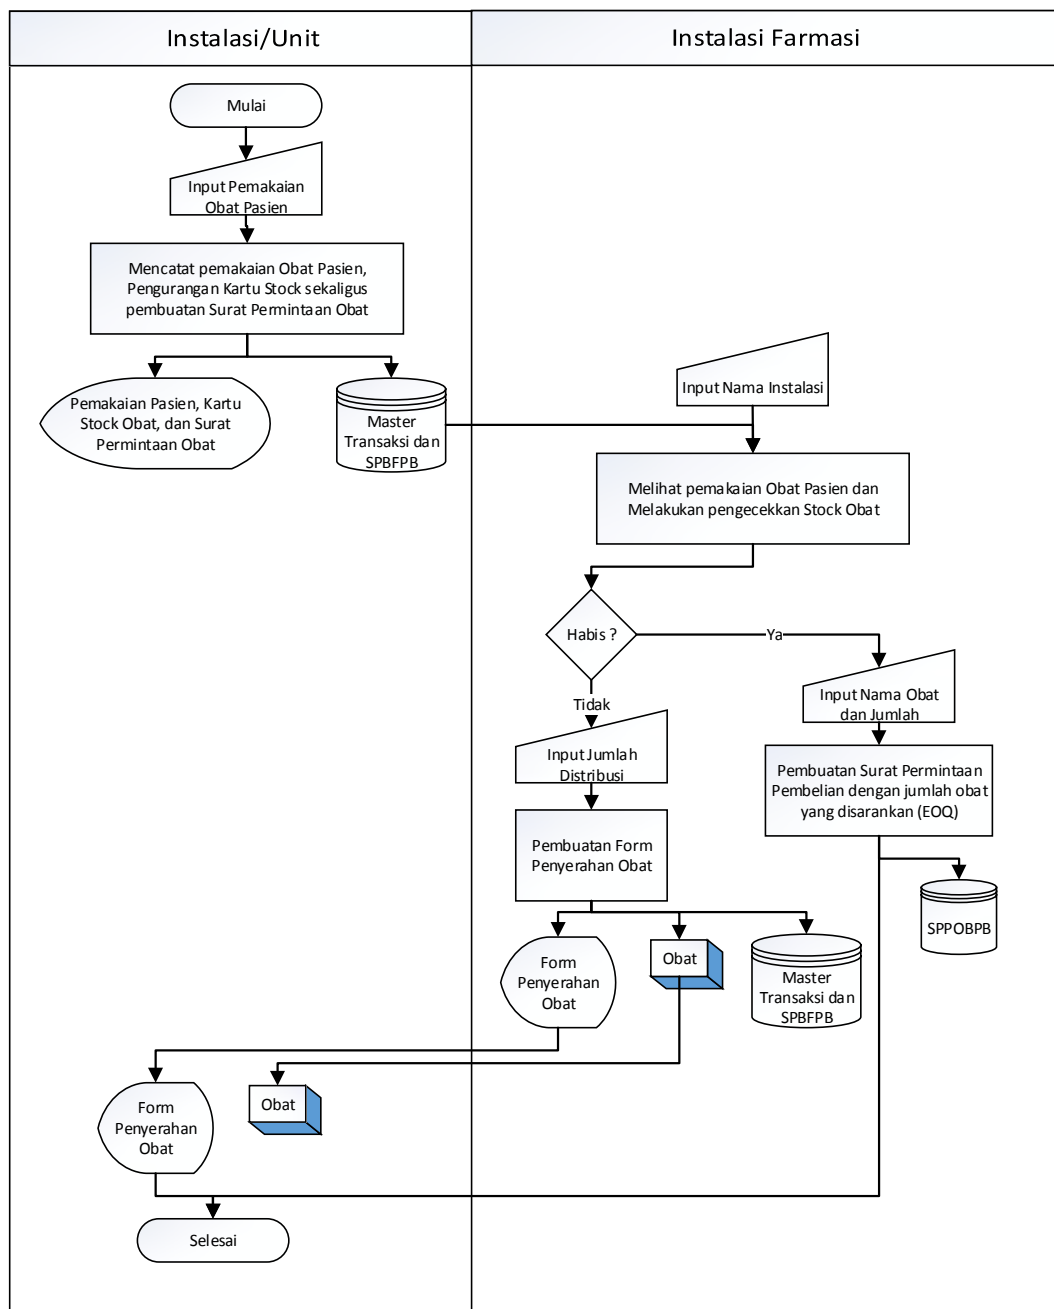 Instalasi/Unit
Instalasi Farmasi
Mulai
Input Pemakaian
Obat Pasien
Mencatat pemakaian Obat Pasien,
Pengurangan Kartu Stock sekaligus
pembuatan Surat Permintaan Obat
Pemakaian Pasien, Kartu
Stock Obat, dan Surat
Permintaan Obat
Master
Transaksi dan
SPBFPB
Input Nama Instalasi
Melihat pemakaian Obat Pasien dan
Melakukan pengecekkan Stock Obat
Habis ?
Ya
Tidak
Input Nama Obat
dan Jumlah
Input Jumlah
Distribusi
Pembuatan Surat Permintaan
Pembelian dengan jumlah obat
yang disarankan (EOQ)
Pembuatan Form
Penyerahan Obat
SPPOBPB
Form
Penyerahan
Obat
Obat
Master
Transaksi dan
SPBFPB
Form
Penyerahan
Obat
Obat
Selesai